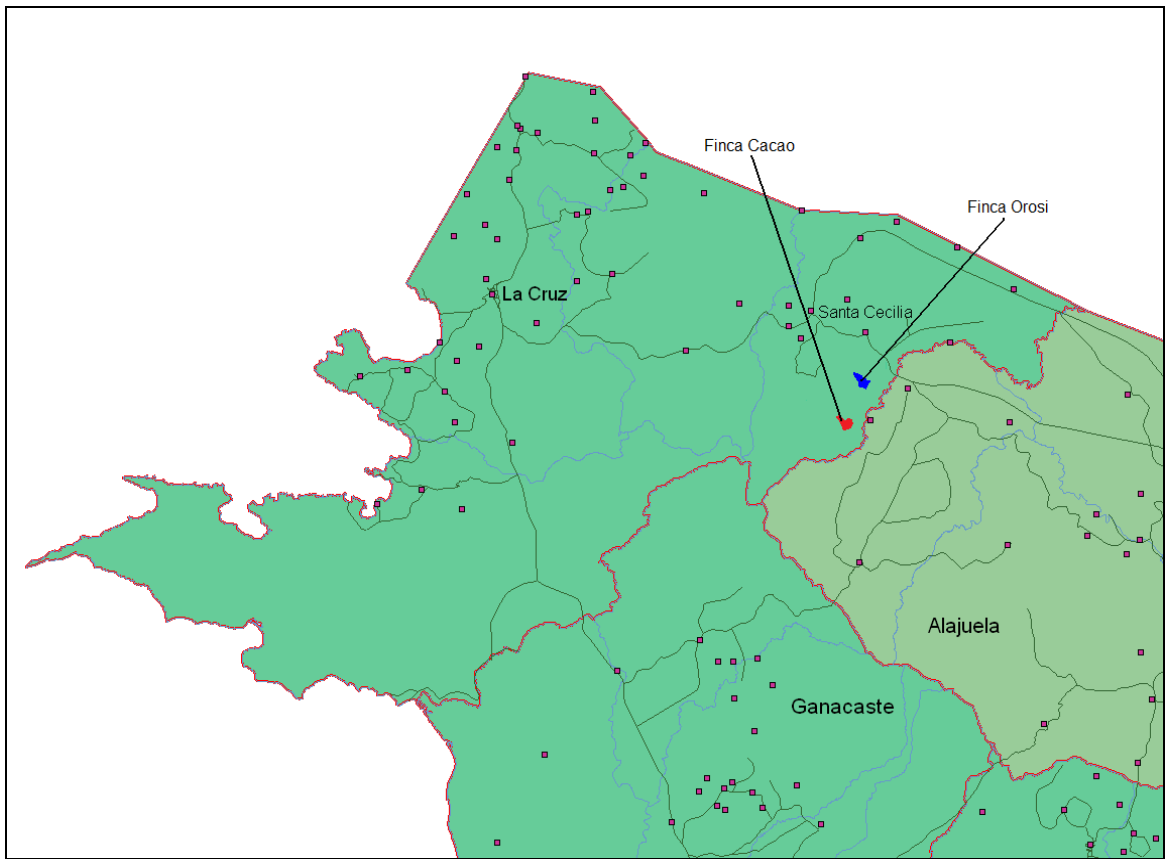 Finca Cacao
Finca Orosi
La Cruz
Santa Cecilia
Alajuela
Ganacaste